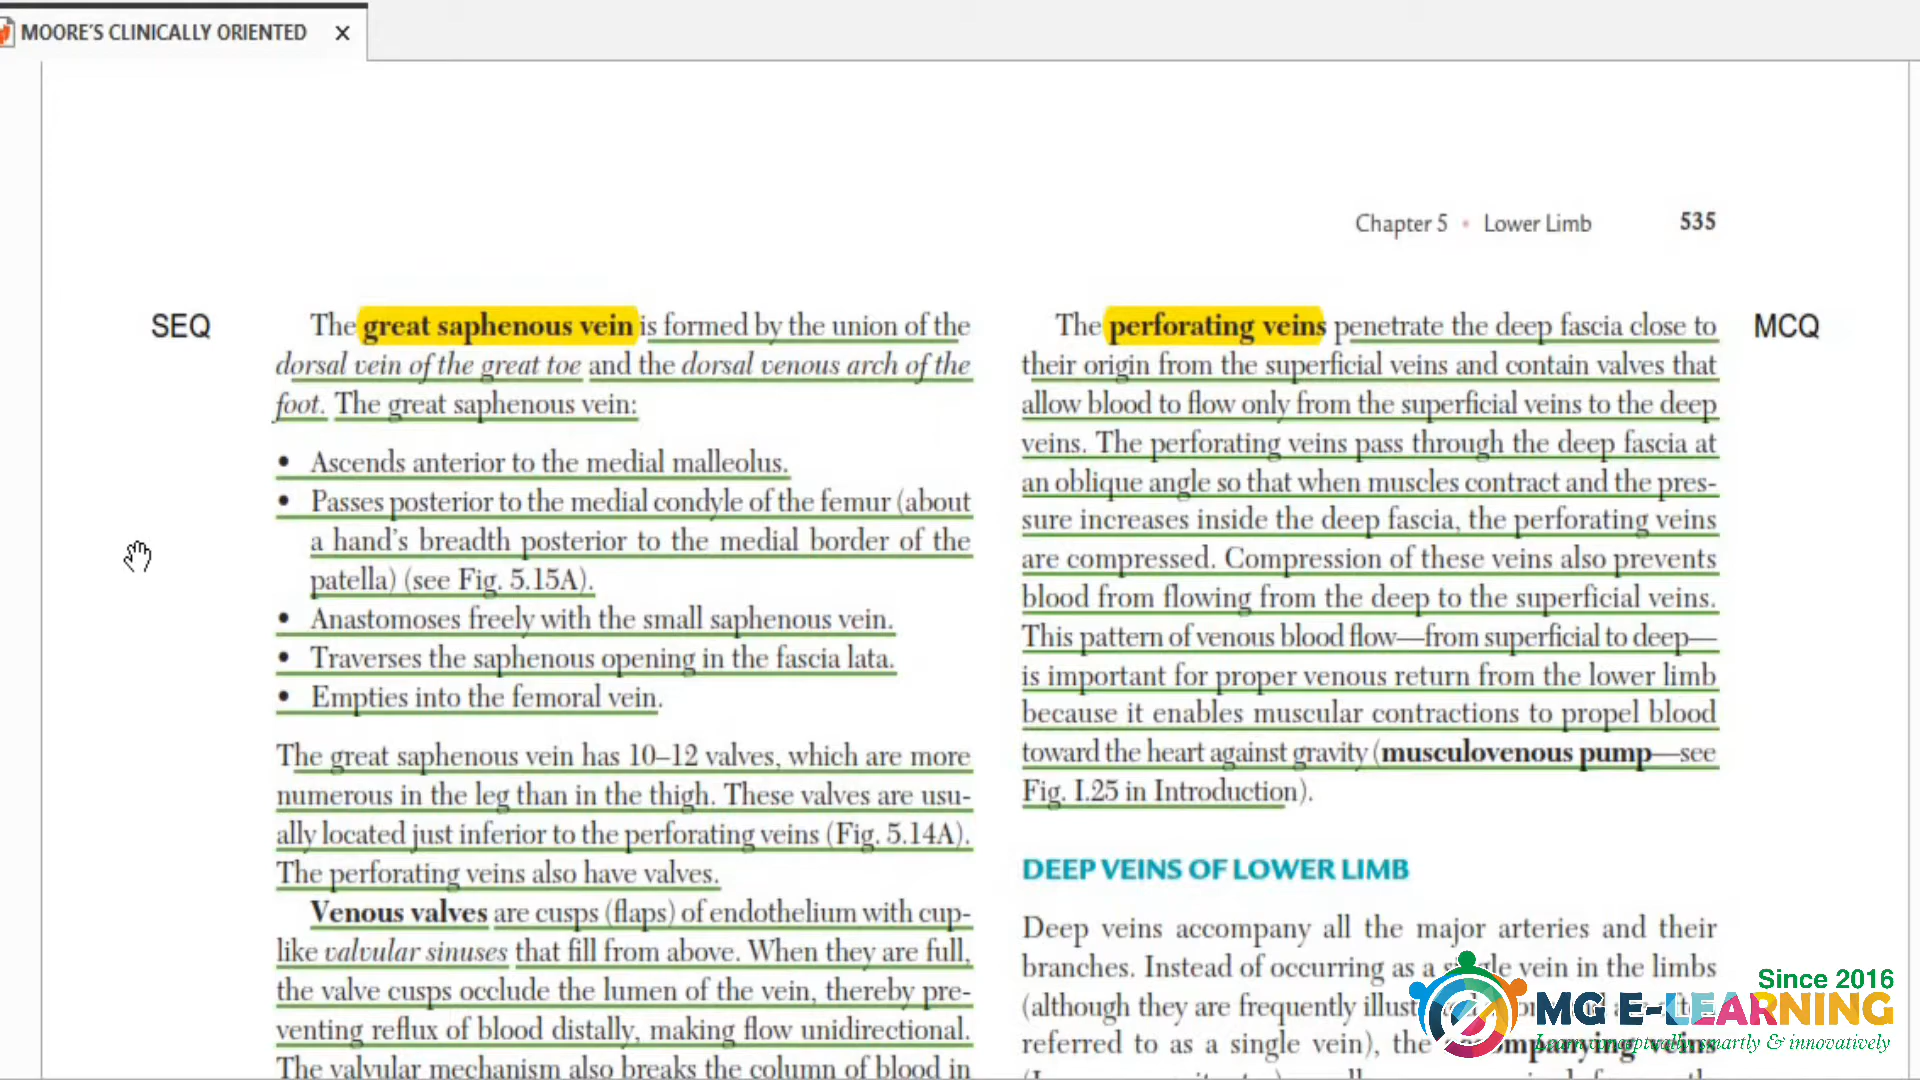 MOORE'S CLINICALLY ORIENTED
Chapter 5 • Lower Limb 535
SEQ
The great saphenous vein is formed by the union of the
dorsal vein of the great toe and the dorsal venous arch of the
foot. The great saphenous vein:
• Ascends anterior to the medial malleolus.
• Passes posterior to the medial condyle of the femur (about
a hand's breadth posterior to the medial border of the
patella) (see Fig. 5.15A).
• Anastomoses freely with the small saphenous vein.
• Traverses the saphenous opening in the fascia lata.
• Empties into the femoral vein.
The great saphenous vein has 10–12 valves, which are more
numerous in the leg than in the thigh. These valves are usu-
ally located just inferior to the perforating veins (Fig. 5.14A).
The perforating veins also have valves.
Venous valves are cusps (flaps) of endothelium with cup-
like valvular sinuses that fill from above. When they are full,
the valve cusps occlude the lumen of the vein, thereby pre-
venting reflux of blood distally, making flow unidirectional.
The valvular mechanism also breaks the column of blood in
MCQ
The perforating veins penetrate the deep fascia close to
their origin from the superficial veins and contain valves that
allow blood to flow only from the superficial veins to the deep
veins. The perforating veins pass through the deep fascia at
an oblique angle so that when muscles contract and the pres-
sure increases inside the deep fascia, the perforating veins
are compressed. Compression of these veins also prevents
blood from flowing from the deep to the superficial veins.
This pattern of venous blood flow—from superficial to deep—
is important for proper venous return from the lower limb
because it enables muscular contractions to propel blood
toward the heart against gravity (musculovenous pump—see
Fig. I.25 in Introduction).
DEEP VEINS OF LOWER LIMB
Deep veins accompany all the major arteries and their
branches. Instead of occurring as a single vein in the limbs
(although they are frequently
referred to as a single vein), the accompanying veins
Since 2016
MG E-LEARNING
Learn conceptually, smartly & innovatively